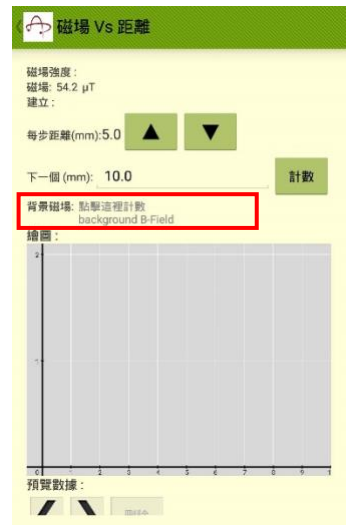 磁場 Vs 距離
磁場強度 :
磁場: 54.2 μT
建立 :
每步距離(mm):5.0
下一個 (mm): 10.0 計數
背景磁場: 點擊這裡計數
background B-Field
繪圖 :
2
1
0 1 2 3 4 5 6 7 8 9 1
預覽數據 :